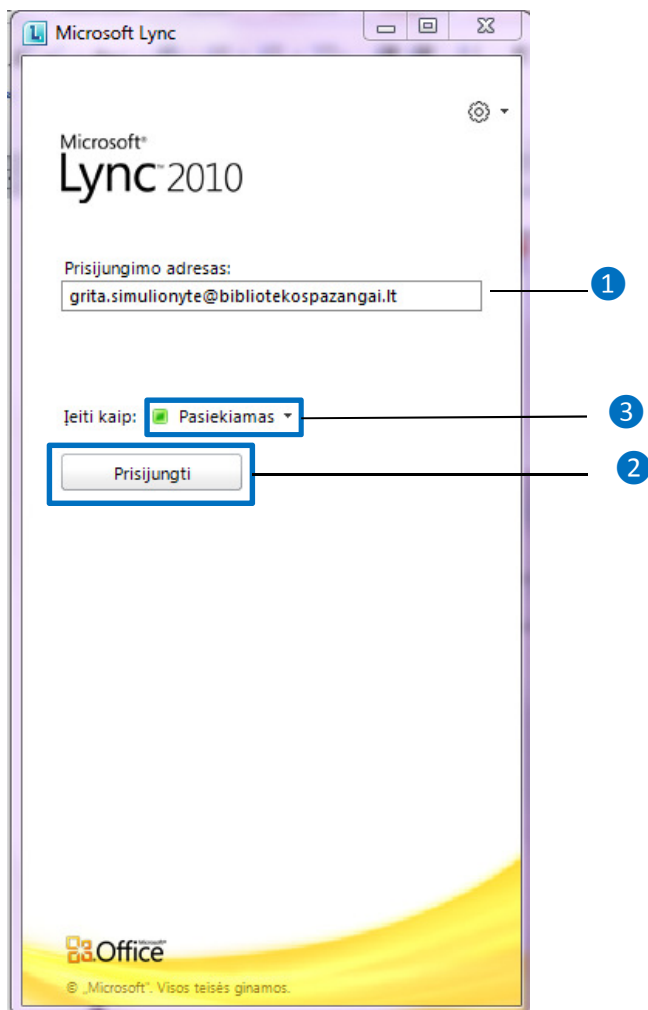 Microsoft Lync
Microsoft®
Lync™ 2010
Prisijungimo adresas:
grita.simulionyte@bibliotekospazangai.lt
1
Įeiti kaip: Pasiekiamas
3
Prisijungti
2
Microsoft®
Office
© „Microsoft“. Visos teisės ginamos.